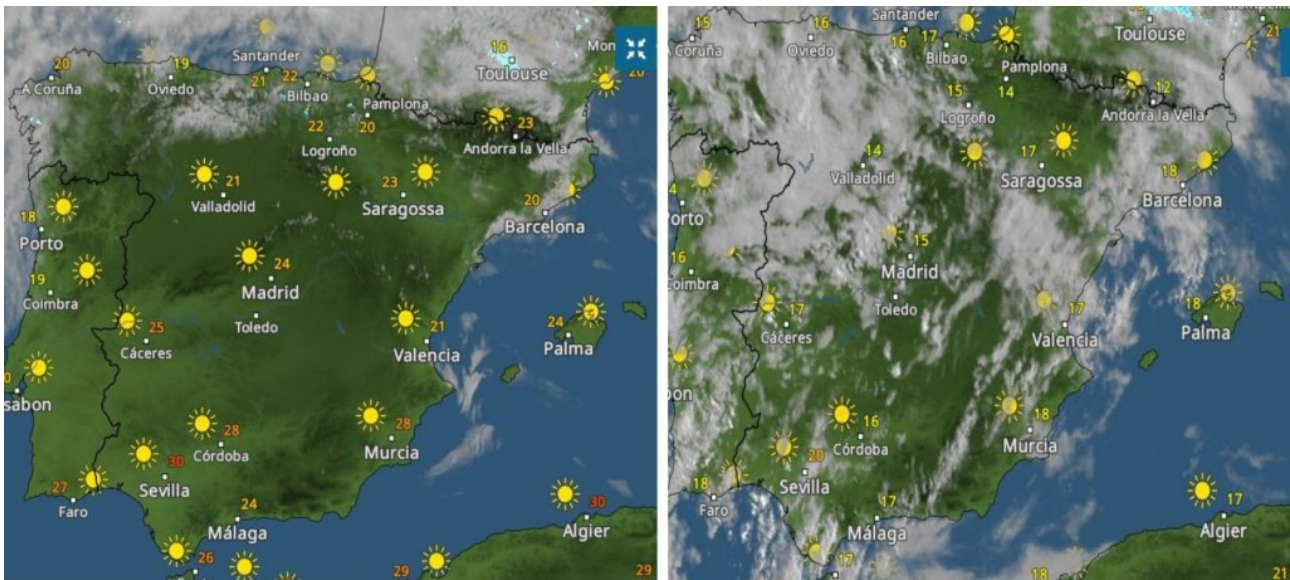 Santander
21
20
A Coruña
19
Oviedo
22
Bilbao
16
Toulouse
Mon
20
Pamplona
20
22
Logroño
23
Andorra la Vella
21
Valladolid
23
Saragossa
20
Barcelona
18
Porto
24
Madrid
19
Coimbra
Toledo
25
Cáceres
21
Valencia
24
Palma
sabon
28
Córdoba
28
Murcia
30
Sevilla
27
Faro
24
Málaga
30
Algier
26
29
29
15
A Coruña
16
Oviedo
Santander
16
17
Bilbao
Toulouse
21
Pamplona
14
15
Logroño
12
Andorra la Vella
14
Valladolid
17
Saragossa
18
Barcelona
4
Porto
15
Madrid
16
Coimbra
Toledo
17
Cáceres
17
Valencia
18
Palma
bon
16
Córdoba
18
Murcia
20
Sevilla
18
Faro
17
Málaga
17
Algier
17
18
21